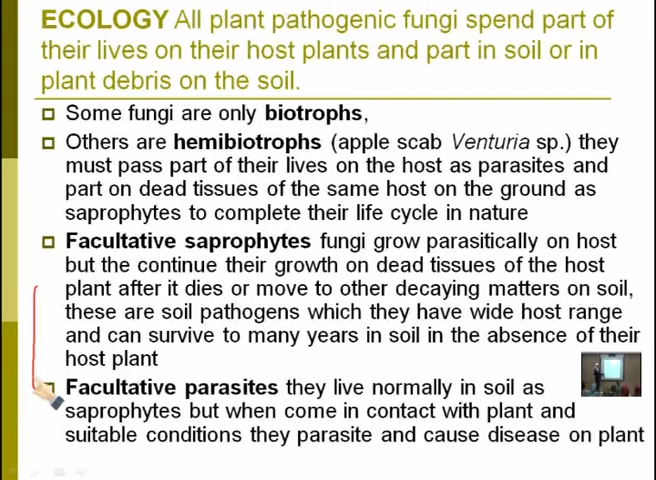 ECOLOGY All plant pathogenic fungi spend part of
their lives on their host plants and part in soil or in
plant debris on the soil.
Some fungi are only biotrophs,
Others are hemibiotrophs (apple scab Venturia sp.) they
must pass part of their lives on the host as parasites and
part on dead tissues of the same host on the ground as
saprophytes to complete their life cycle in nature
Facultative saprophytes fungi grow parasitically on host
but the continue their growth on dead tissues of the host
plant after it dies or move to other decaying matters on soil,
these are soil pathogens which they have wide host range
and can survive to many years in soil in the absence of their
host plant
Facultative parasites they live normally in soil as
saprophytes but when come in contact with plant and
suitable conditions they parasite and cause disease on plant